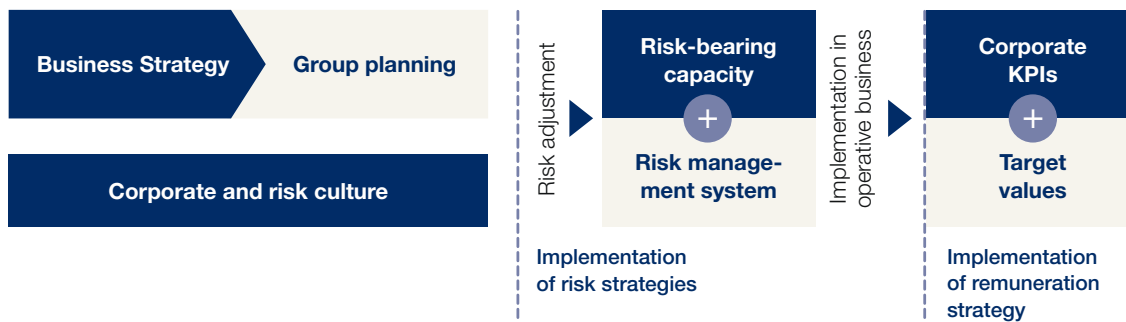 Business Strategy
Group planning
Corporate and risk culture
Risk adjustment
Risk-bearing
capacity
+
Risk manage-
ment system
Implementation
of risk strategies
Implementation in
operative business
Corporate
KPIs
+
Target
values
Implementation
of remuneration
strategy